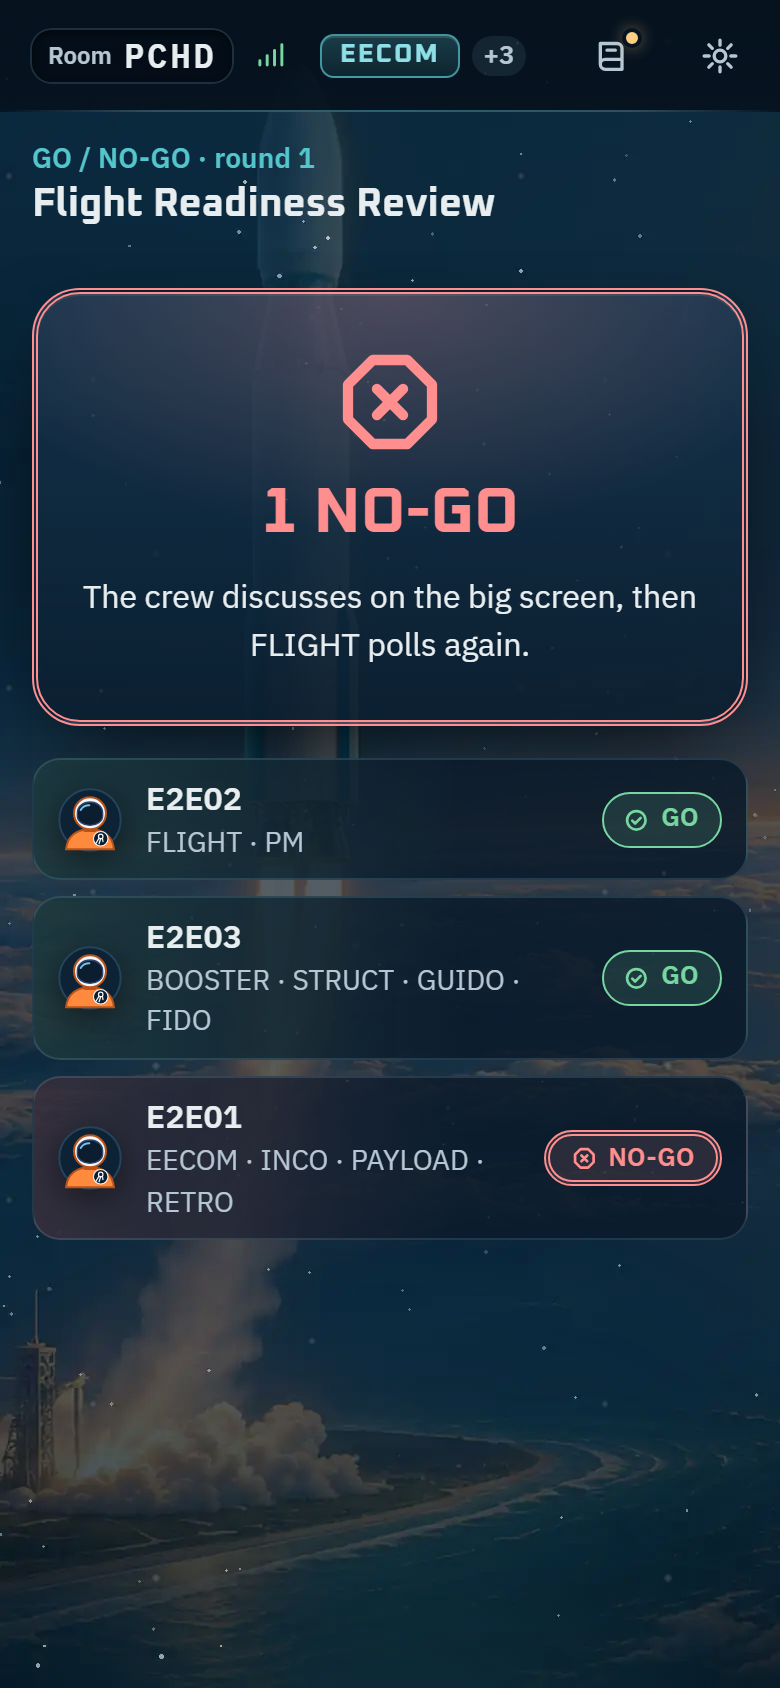 Room PCHD EECOM +3
GO / NO-GO · round 1
Flight Readiness Review
1 NO-GO
The crew discusses on the big screen, then
FLIGHT polls again.
E2E02
FLIGHT · PM
GO
E2E03
BOOSTER · STRUCT · GUIDO ·
FIDO
GO
E2E01
EECOM · INCO · PAYLOAD ·
RETRO
NO-GO